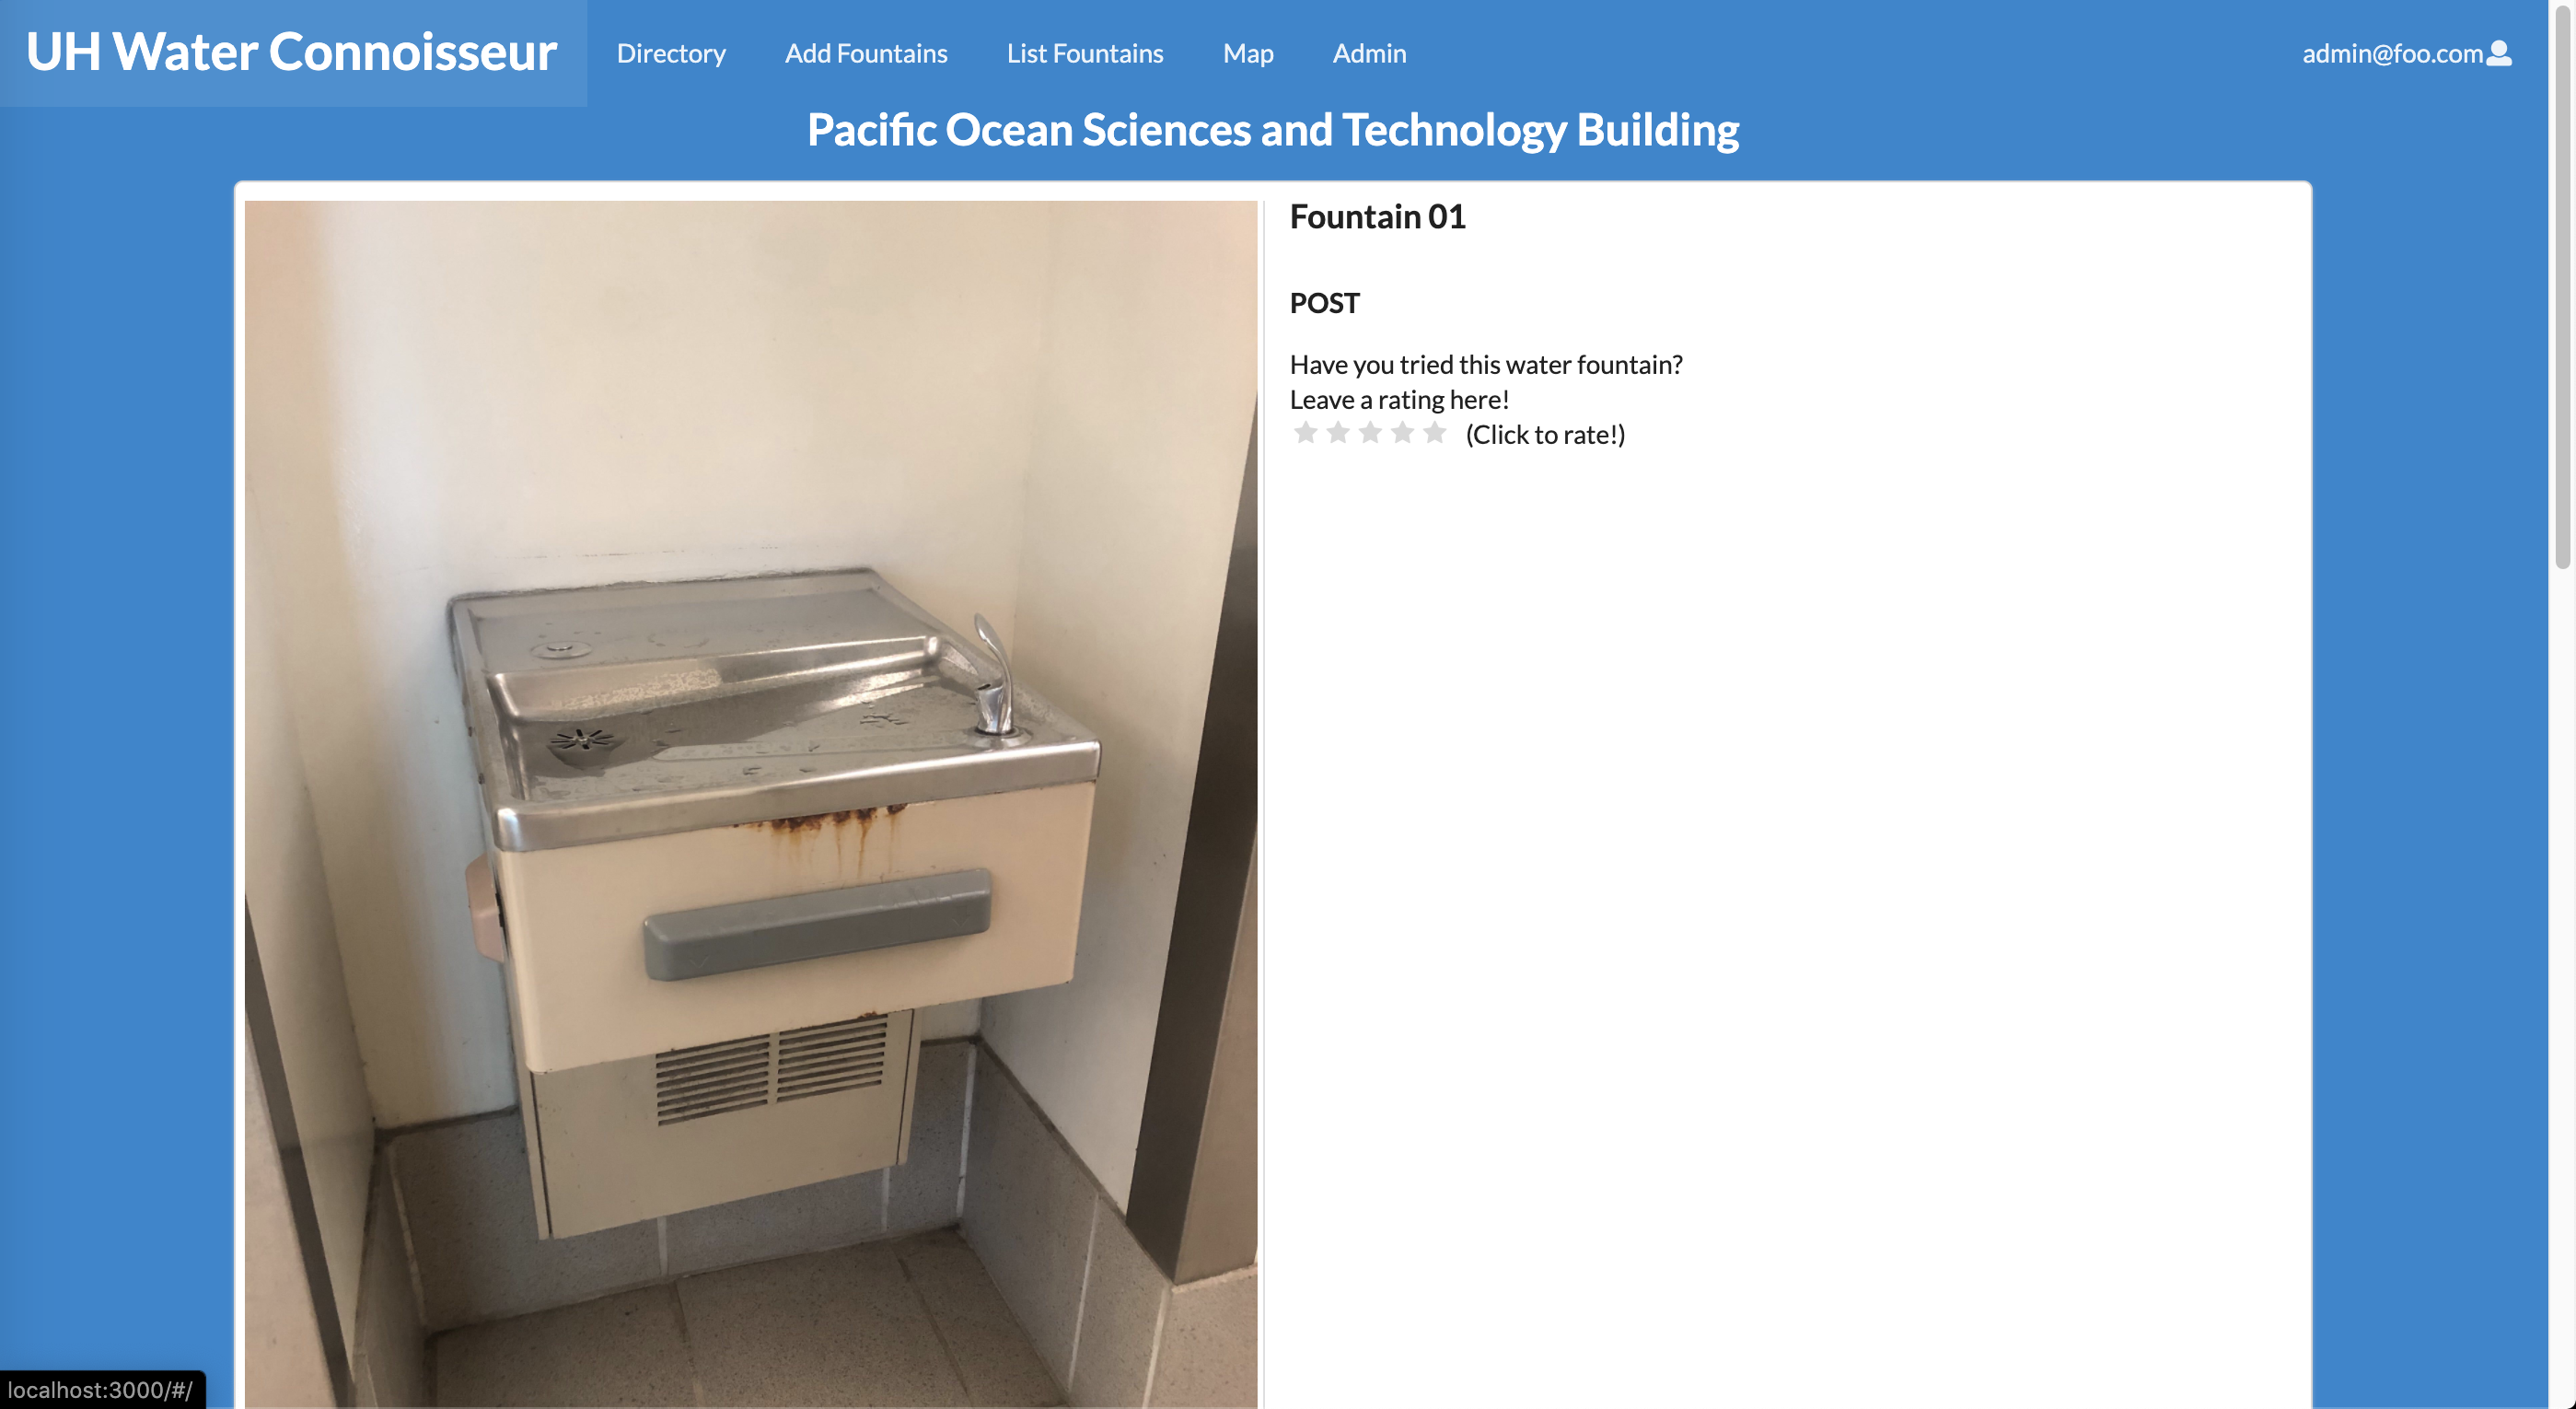 UH Water Connoisseur
Directory
Add Fountains
List Fountains
Map
Admin
admin@foo.com
Pacific Ocean Sciences and Technology Building
Fountain 01
POST
Have you tried this water fountain?
Leave a rating here!
(Click to rate!)
localhost:3000/#/